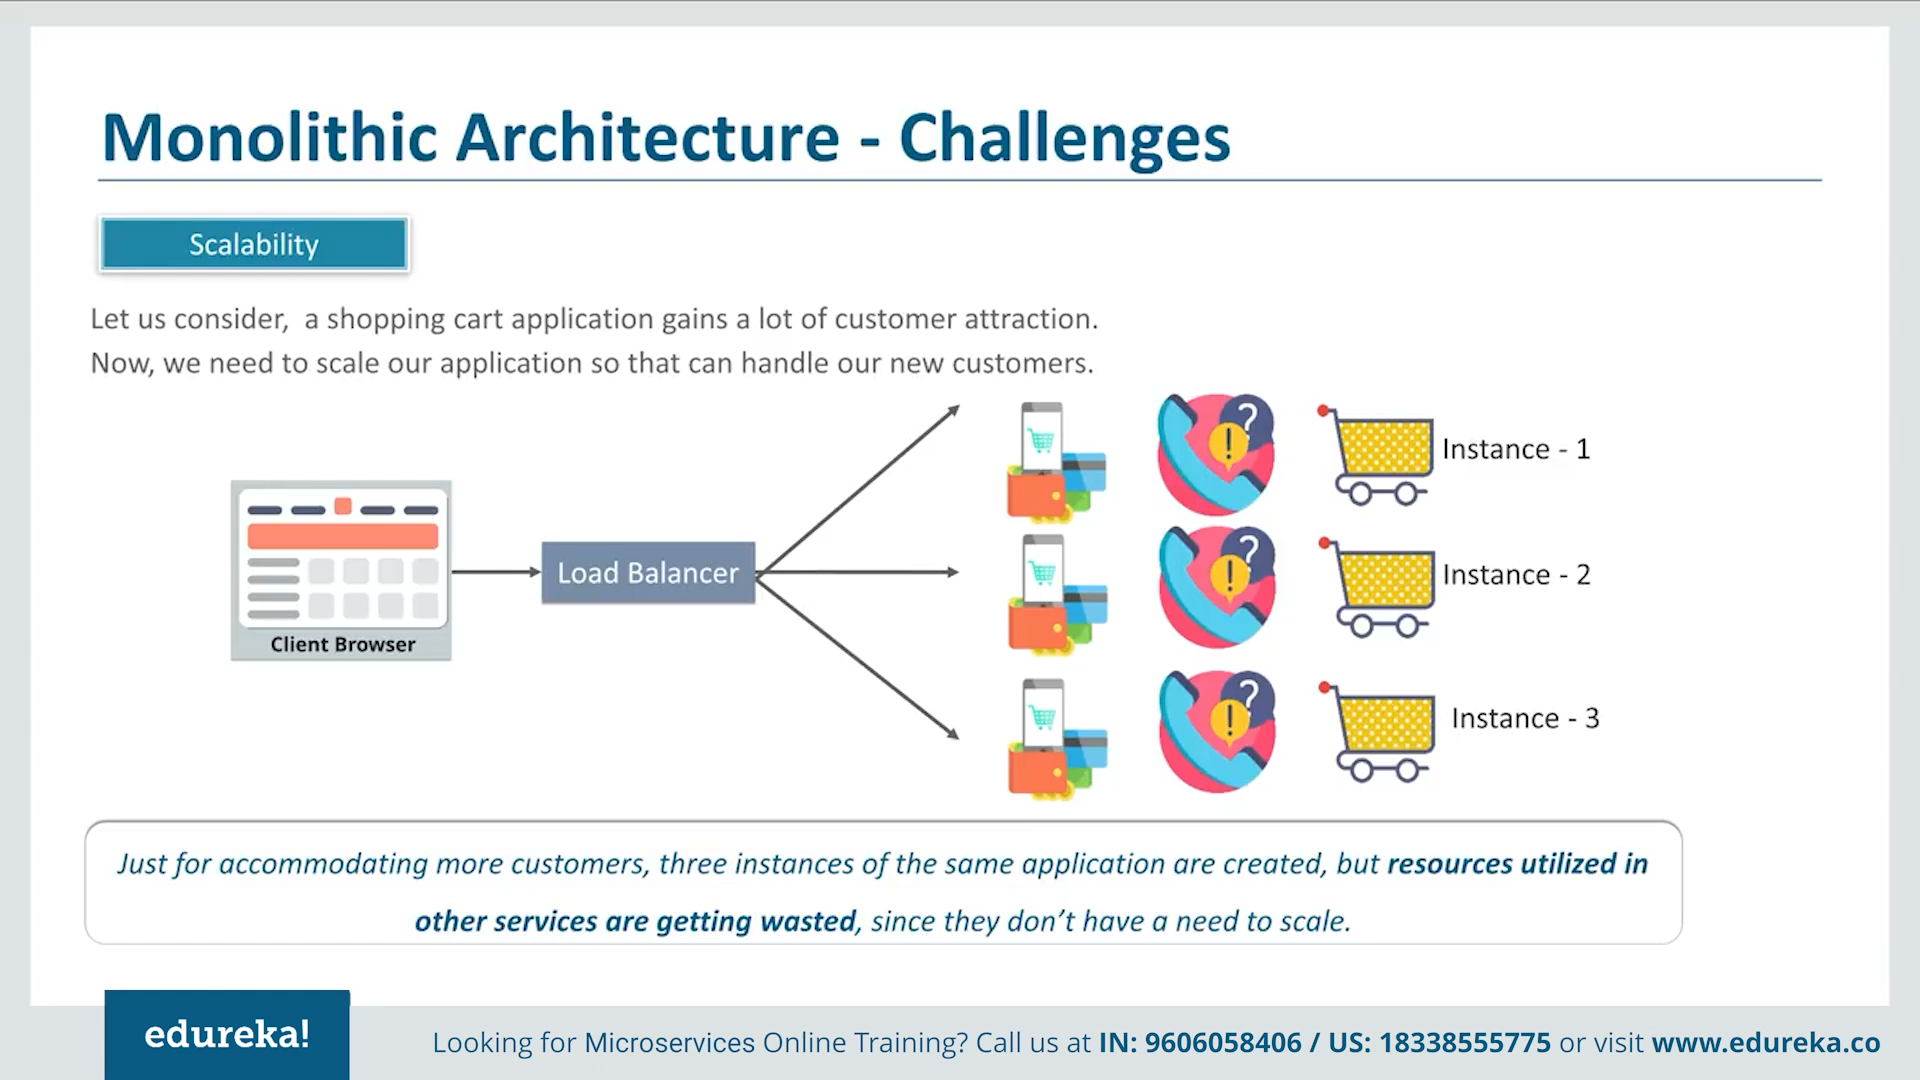 Monolithic Architecture - Challenges
Scalability
Let us consider, a shopping cart application gains a lot of customer attraction.
Now, we need to scale our application so that can handle our new customers.
Client Browser
Load Balancer
Instance - 1
Instance - 2
Instance - 3
Just for accommodating more customers, three instances of the same application are created, but resources utilized in
other services are getting wasted, since they don’t have a need to scale.
edureka!
Looking for Microservices Online Training? Call us at IN: 9606058406 / US: 18338555775 or visit www.edureka.co